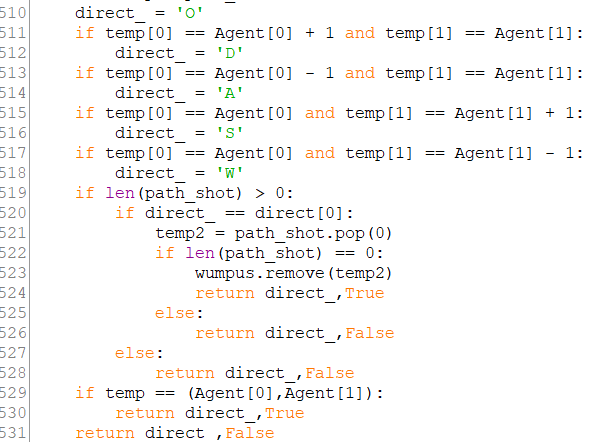 510 direct_ = 'O'
511 if temp[0] == Agent[0] + 1 and temp[1] == Agent[1]:
512 direct_ = 'D'
513 if temp[0] == Agent[0] - 1 and temp[1] == Agent[1]:
514 direct_ = 'A'
515 if temp[0] == Agent[0] and temp[1] == Agent[1] + 1:
516 direct_ = 'S'
517 if temp[0] == Agent[0] and temp[1] == Agent[1] - 1:
518 direct_ = 'W'
519 if len(path_shot) > 0:
520 if direct_ == direct[0]:
521 temp2 = path_shot.pop(0)
522 if len(path_shot) == 0:
523 wumpus.remove(temp2)
524 return direct_,True
525 else:
526 return direct_,False
527 else:
528 return direct_,False
529 if temp == (Agent[0],Agent[1]):
530 return direct_,True
531 return direct_,False